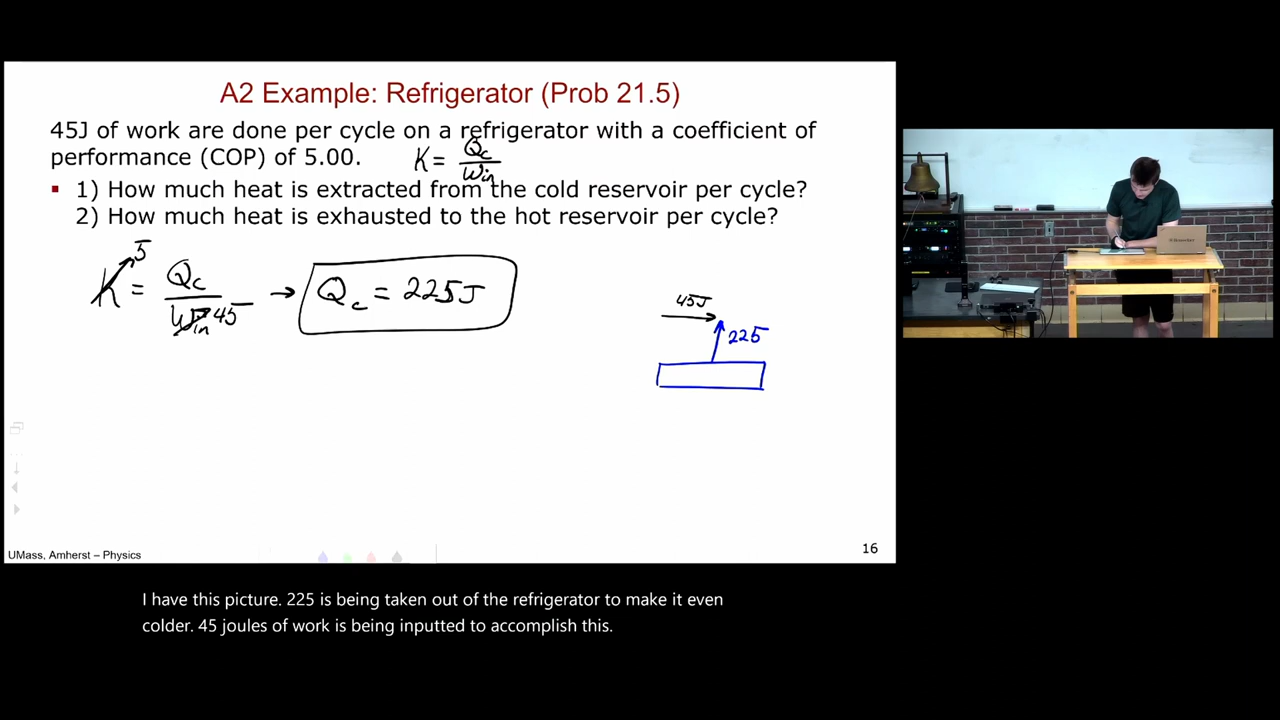 A2 Example: Refrigerator (Prob 21.5)
45J of work are done per cycle on a refrigerator with a coefficient of
performance (COP) of 5.00. K = Qc / Win
1) How much heat is extracted from the cold reservoir per cycle?
2) How much heat is exhausted to the hot reservoir per cycle?
5
K = Qc / Win 45 → Qc = 225J
45J
225
UMass, Amherst – Physics
16
I have this picture. 225 is being taken out of the refrigerator to make it even
colder. 45 joules of work is being inputted to accomplish this.